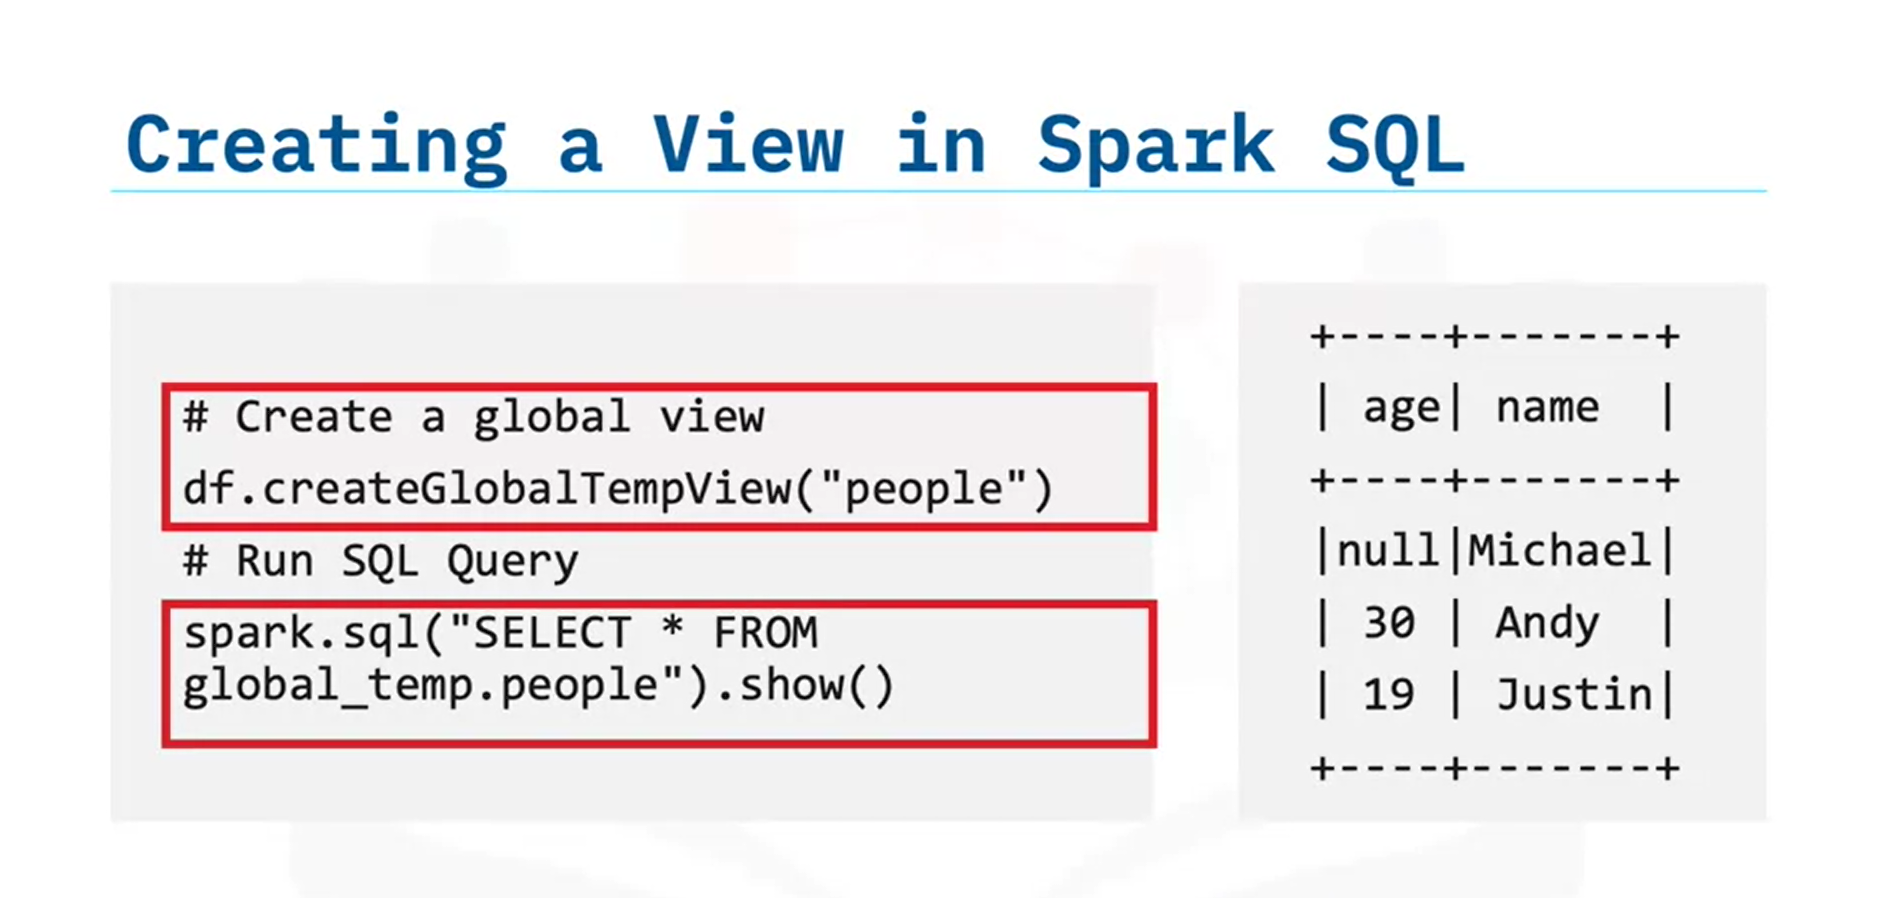 Creating a View in Spark SQL
# Create a global view
df.createGlobalTempView("people")
# Run SQL Query
spark.sql("SELECT * FROM
global_temp.people").show()
+----+-------+
| age| name  |
+----+-------+
|null|Michael|
| 30 | Andy  |
| 19 | Justin|
+----+-------+